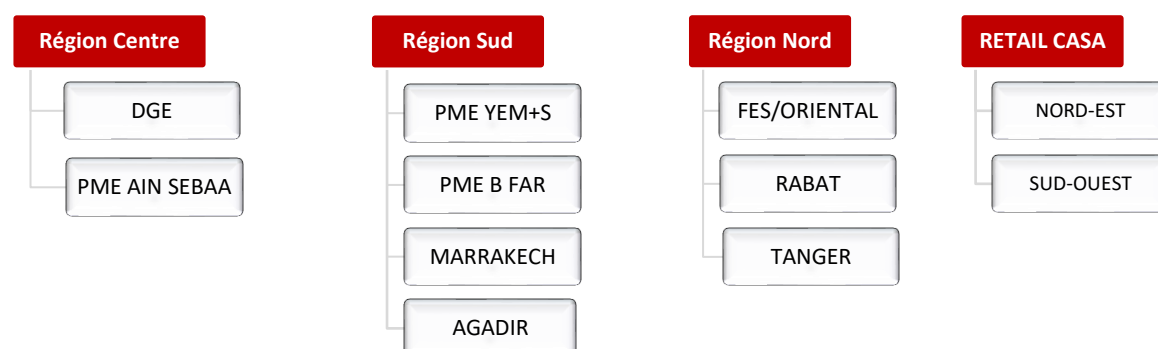 Région Centre
DGE
PME AIN SEBAA
Région Sud
PME YEM+S
PME B FAR
MARRAKECH
AGADIR
Région Nord
FES/ORIENTAL
RABAT
TANGER
RETAIL CASA
NORD-EST
SUD-OUEST